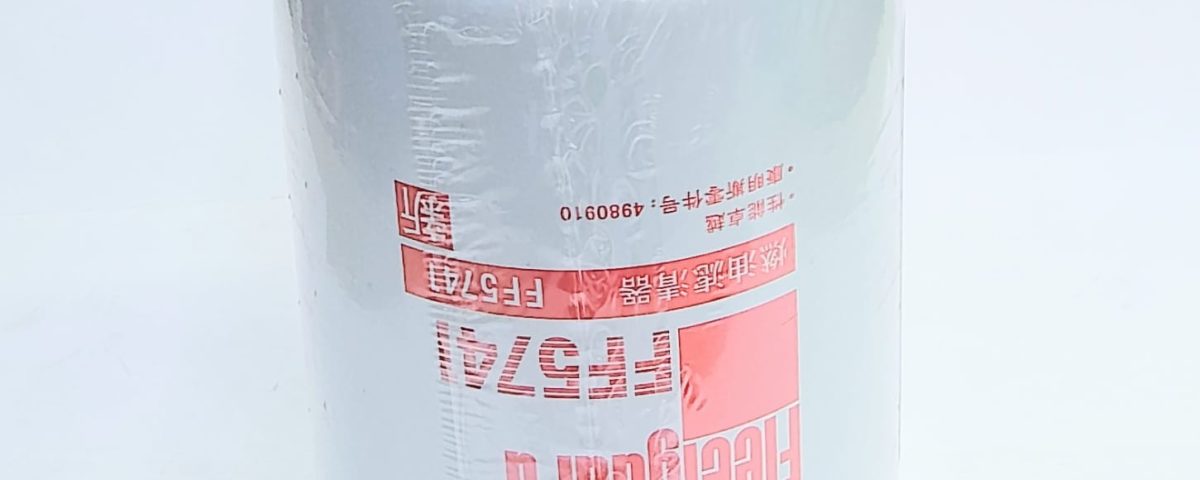 Fleetguard
FF5741
燃油滤清器 FF5741
·性能卓越
·康明斯零件号：4980910
新